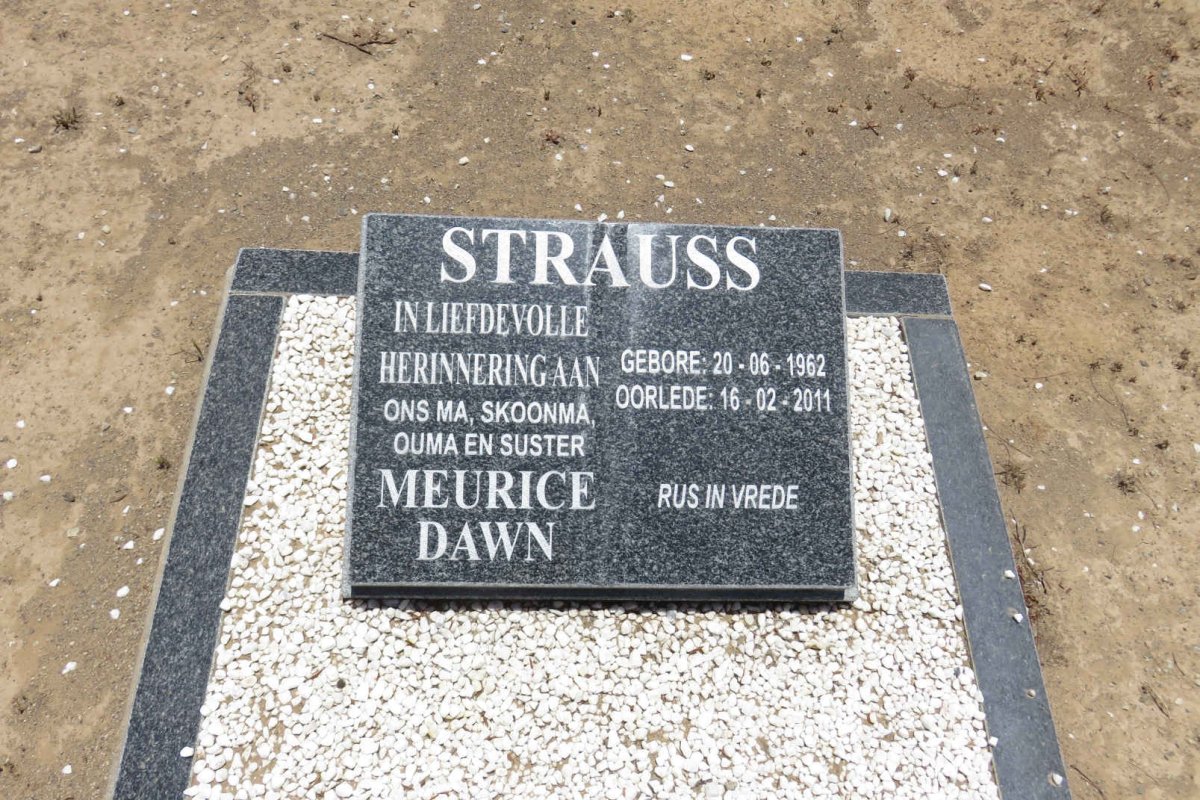 STRAUSS
IN LIEFDEVOLLE
HERINNERING AAN
ONS MA, SKOONMA,
OUMA EN SUSTER
MEURICE
DAWN
GEBORE: 20 - 06 - 1962
OORLEDE: 16 - 02 - 2011
RUS IN VREDE